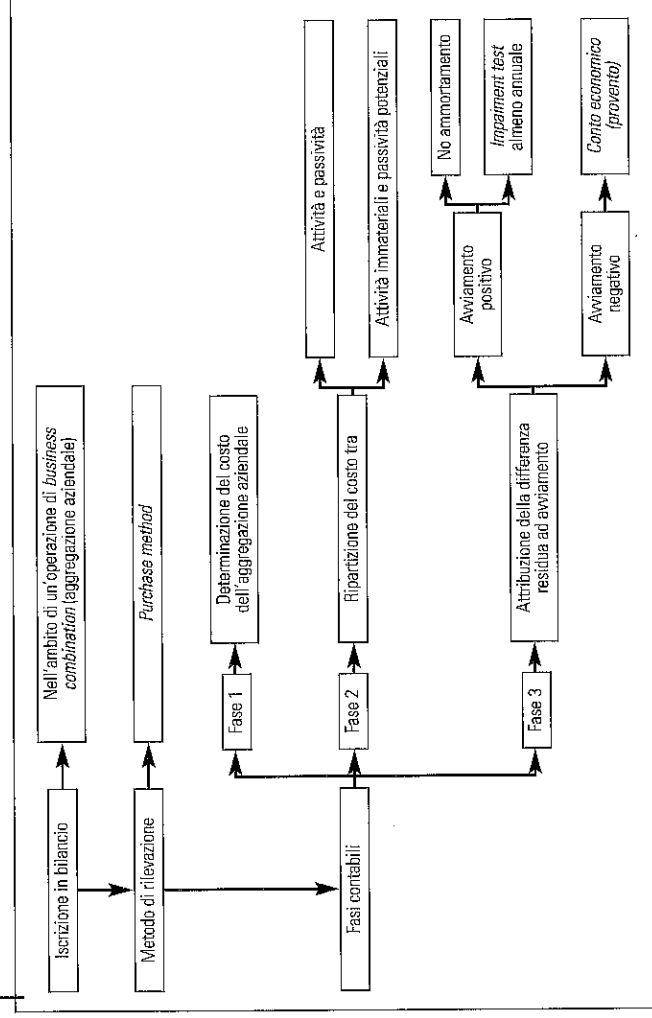 Iscrizione in bilancio
Nell'ambito di un'operazione di business
combination (aggregazione aziendale)
Metodo di rilevazione
Purchase method
Fasi contabili
Fase 1
Determinazione del costo
dell'aggregazione aziendale
Fase 2
Ripartizione del costo tra
Attività e passività
Attività immateriali e passività potenziali
Fase 3
Attribuzione della differenza
residua ad avviamento
Avviamento
positivo
No ammortamento
Impaiment test
almeno annuale
Avviamento
negativo
Conto economico
(provento)